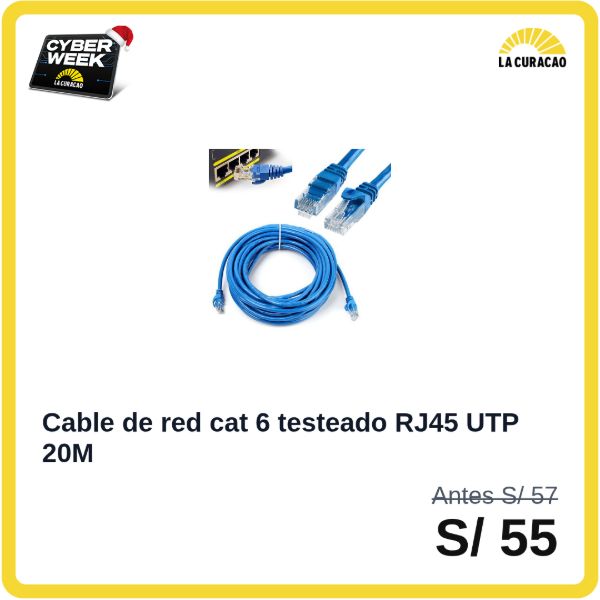 CYBER
WEEK
LA CURACAO
LA CURACAO
Cable de red cat 6 testeado RJ45 UTP
20M
Antes S/ 57
S/ 55